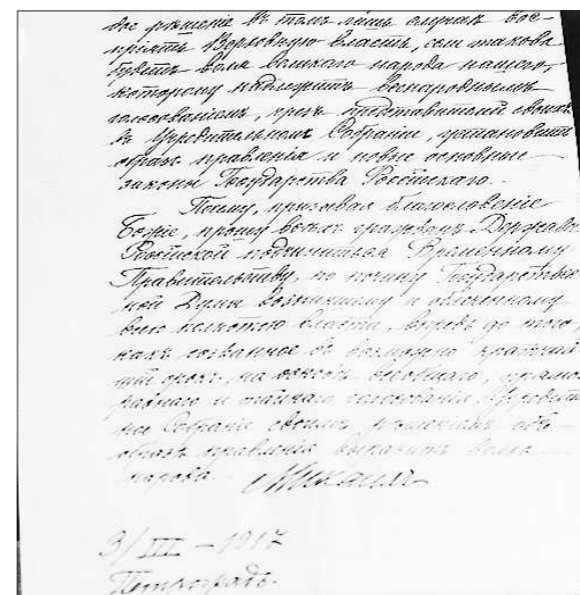 дое рѣшеніе въ томъ лишь случаѣ вос-
пріять Верховную власть, если такова
будетъ воля великаго народа нашего,
которому надлежитъ всенароднымъ
голосованіемъ, чрезъ представителей своихъ
въ Учредительномъ Собраніи, установить
образъ правленія и новые основные
законы Государства Россійскаго.
Посему, призывая благословеніе
Божіе, прошу всѣхъ гражданъ Державы
Россійской подчиниться Временному
Правительству, по почину Государствен-
ной Думы возникшему и облеченному
всею полнотою власти, впредь до того
какъ созванное въ возможно кратчай-
шій срокъ, на основѣ всеобщаго, прямого,
равнаго и тайнаго голосованія, Учредитель-
ное Собраніе своимъ рѣшеніемъ объ
образѣ правленія выразитъ волю
народа.- Михаилъ
3/III - 1917
Петроградъ.